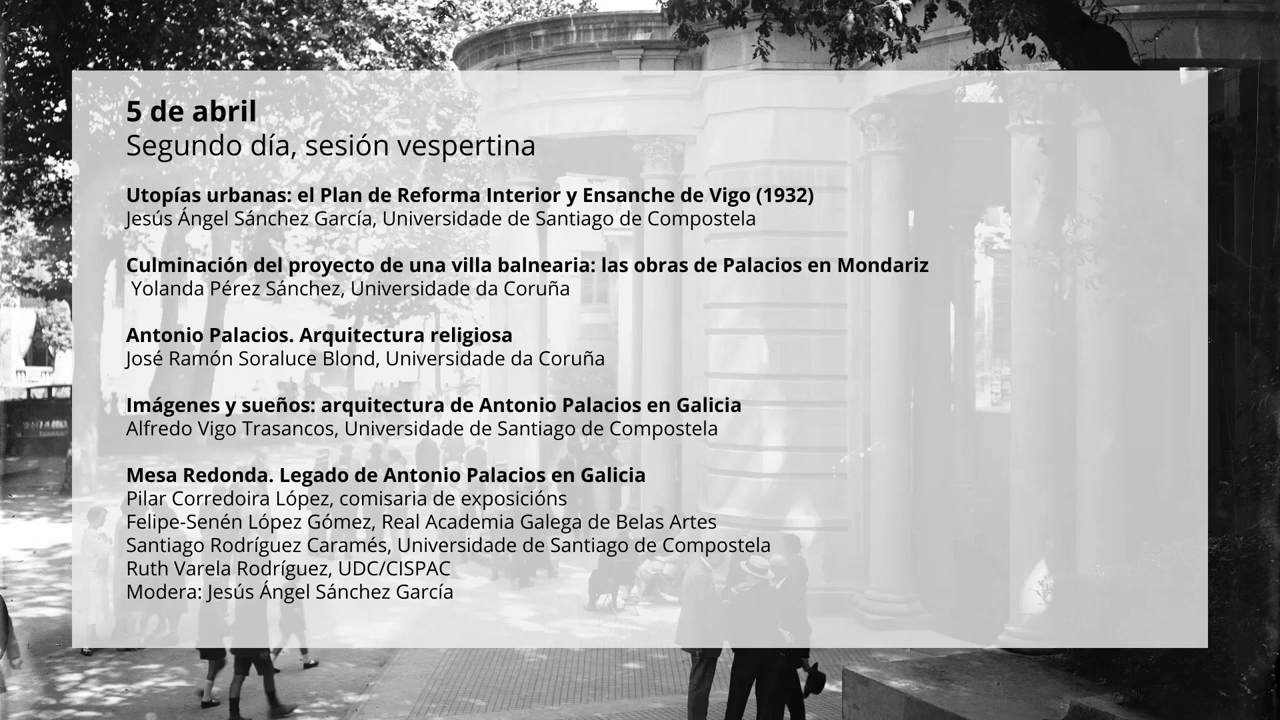 5 de abril
Segundo día, sesión vespertina
Utopías urbanas: el Plan de Reforma Interior y Ensanche de Vigo (1932)
Jesús Ángel Sánchez García, Universidade de Santiago de Compostela
Culminación del proyecto de una villa balnearia: las obras de Palacios en Mondariz
Yolanda Pérez Sánchez, Universidade da Coruña
Antonio Palacios. Arquitectura religiosa
José Ramón Soraluce Blond, Universidade da Coruña
Imágenes y sueños: arquitectura de Antonio Palacios en Galicia
Alfredo Vigo Trasancos, Universidade de Santiago de Compostela
Mesa Redonda. Legado de Antonio Palacios en Galicia
Pilar Corredoira López, comisaria de exposicións
Felipe-Senén López Gómez, Real Academia Galega de Belas Artes
Santiago Rodríguez Caramés, Universidade de Santiago de Compostela
Ruth Varela Rodríguez, UDC/CISPAC
Modera: Jesús Ángel Sánchez García